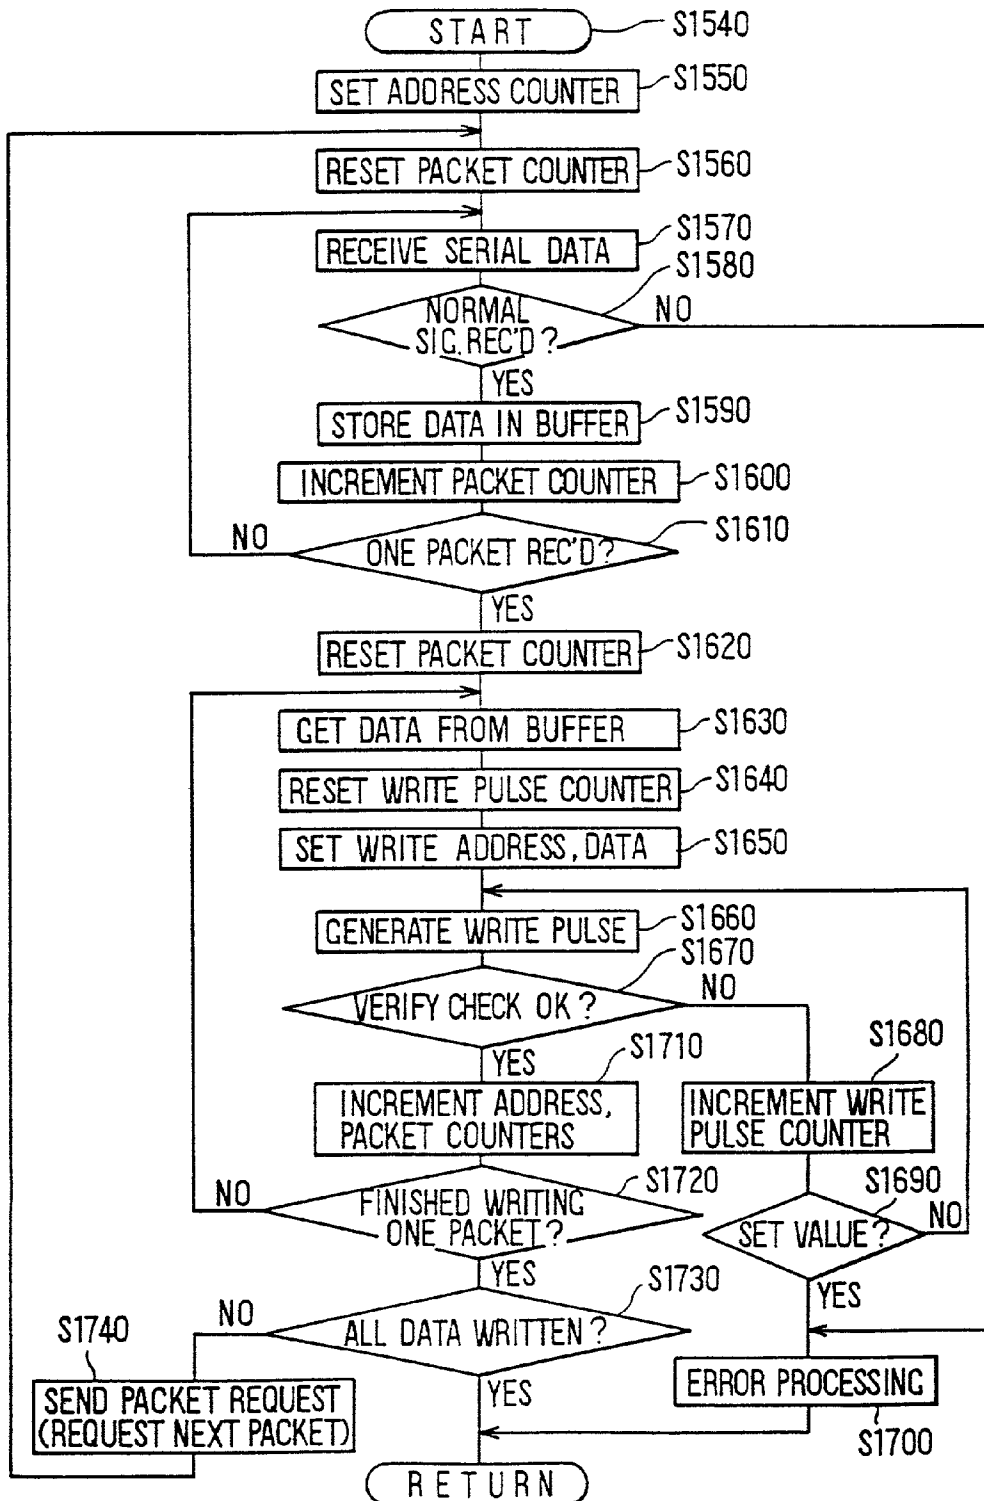 START
S1540
SET ADDRESS COUNTER
S1550
RESET PACKET COUNTER
S1560
RECEIVE SERIAL DATA
S1570
NORMAL
SIG. REC'D?
S1580
NO
YES
STORE DATA IN BUFFER
S1590
INCREMENT PACKET COUNTER
S1600
ONE PACKET REC'D?
S1610
NO
YES
RESET PACKET COUNTER
S1620
GET DATA FROM BUFFER
S1630
RESET WRITE PULSE COUNTER
S1640
SET WRITE ADDRESS, DATA
S1650
GENERATE WRITE PULSE
S1660
VERIFY CHECK OK?
S1670
NO
YES
INCREMENT ADDRESS,
PACKET COUNTERS
S1710
INCREMENT WRITE
PULSE COUNTER
S1680
FINISHED WRITING
ONE PACKET?
S1720
NO
YES
SET VALUE?
S1690
NO
YES
ALL DATA WRITTEN?
S1730
NO
YES
S1740
SEND PACKET REQUEST
(REQUEST NEXT PACKET)
ERROR PROCESSING
S1700
RETURN